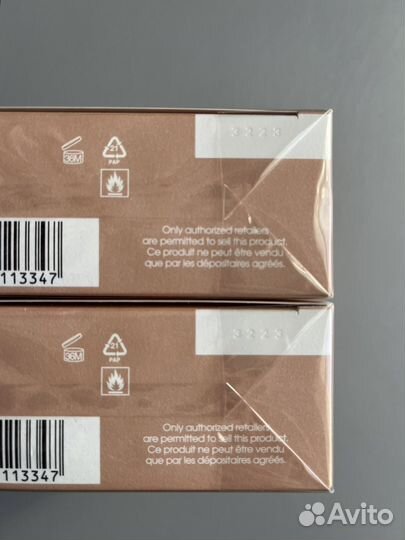 3223
36M
21
PAP
Only authorized retailers
are permitted to sell this product.
Ce produit ne peut être vendu
que par les dépositaires agréés.
113347
3223
36M
21
PAP
Only authorized retailers
are permitted to sell this product.
Ce produit ne peut être vendu
que par les dépositaires agréés.
113347
Avito